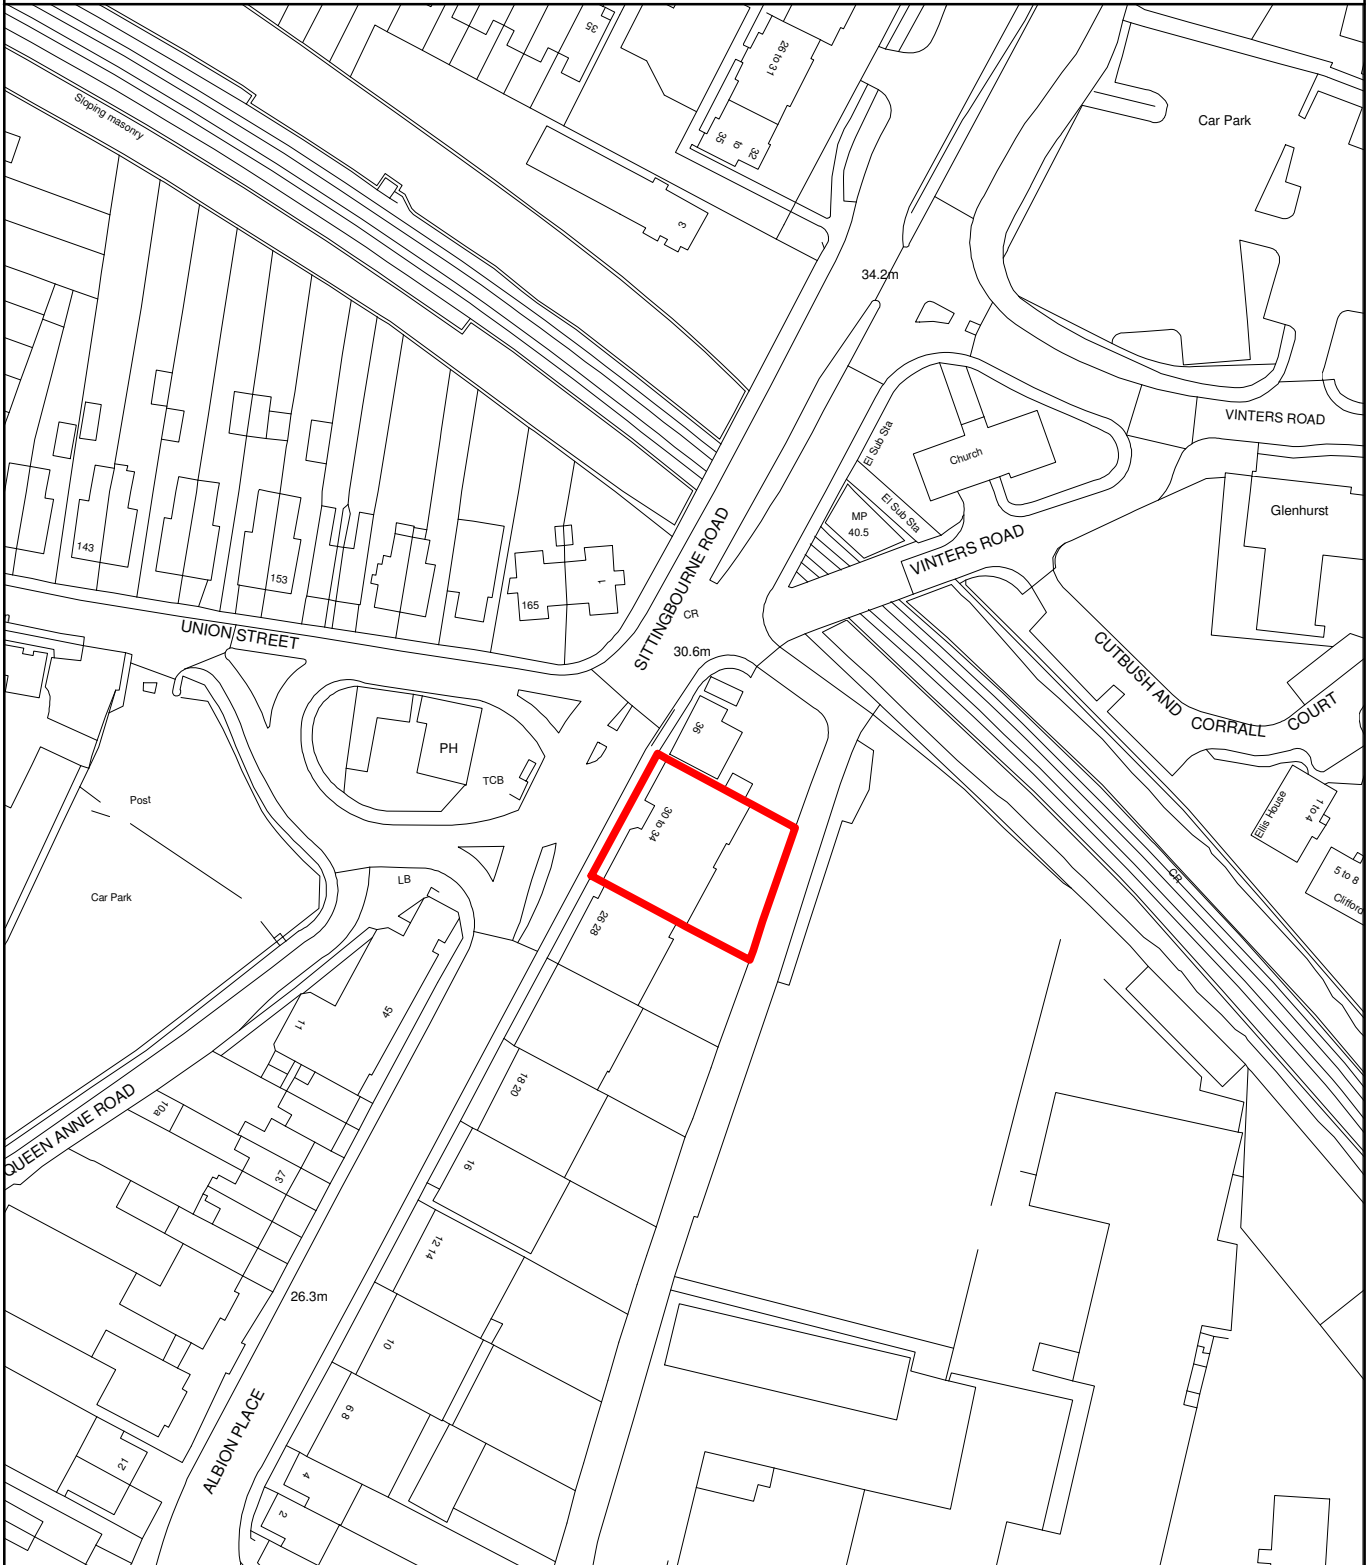 35
26 to 31
Sloping masonry
Car Park
35
to
32
3
34.2m
VINTERS ROAD
El Sub Sta
Church
El Sub Sta
MP
40.5
Glenhurst
VINTERS ROAD
143
153
165
1
SITTINGBOURNE ROAD
CR
30.6m
UNION STREET
CUTBUSH AND
CORRALL
COURT
36
PH
TCB
Post
30 to 34
Ellis House
1 to 4
LB
Car Park
5 to 8
Clifford
CR
26 28
45
11
18 20
10a
QUEEN ANNE ROAD
16
37
12 14
26.3m
10
6 8
ALBION PLACE
21
4
2